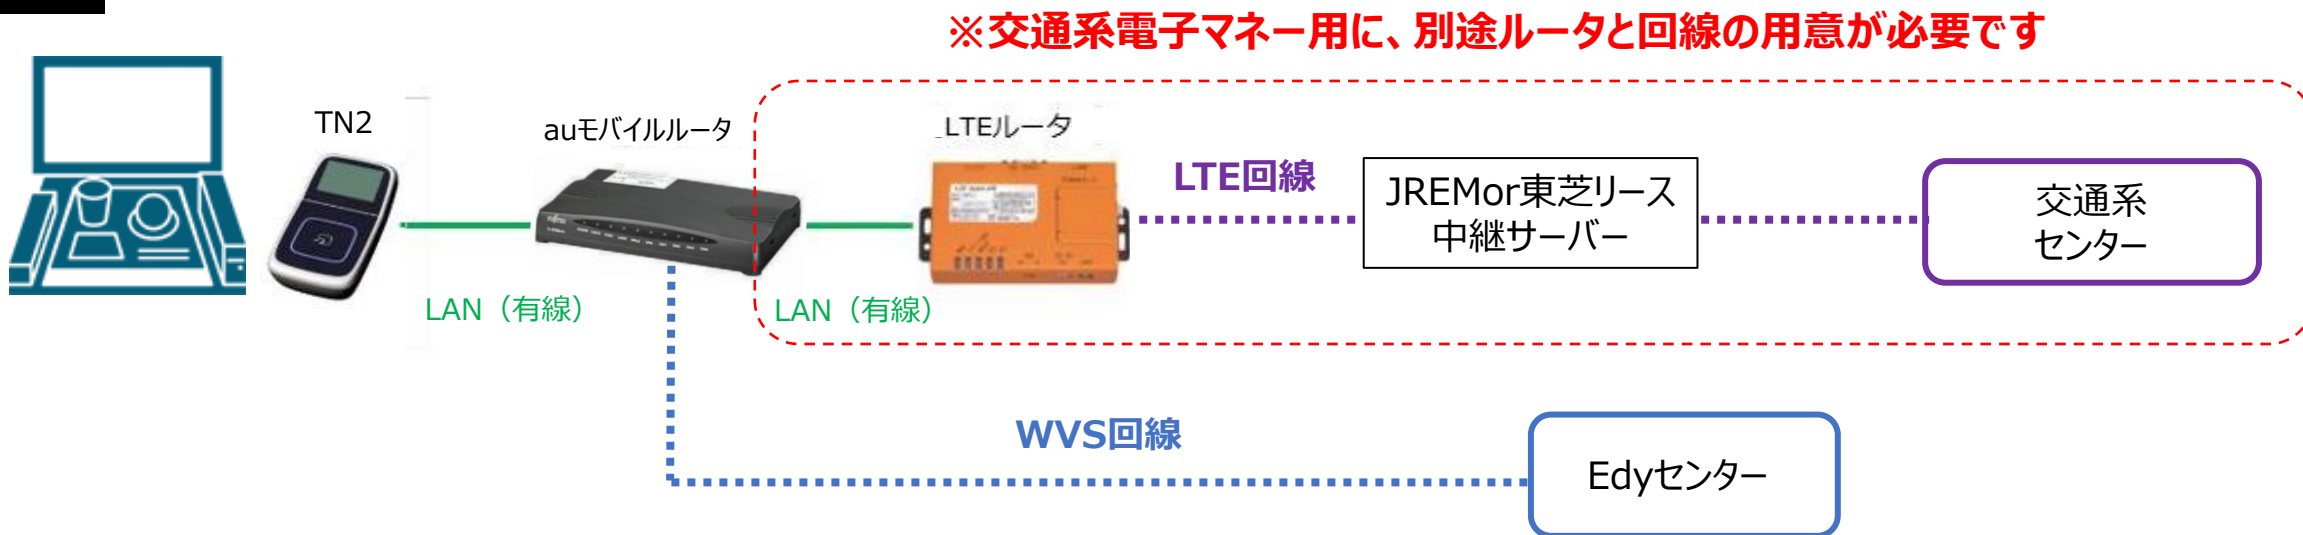 ※交通系電子マネー用に、別途ルータと回線の用意が必要です
TN2
auモバイルルータ
LTEルータ
LTE回線
JREMor東芝リース
中継サーバー
交通系
センター
LAN（有線）
LAN（有線）
WVS回線
Edyセンター